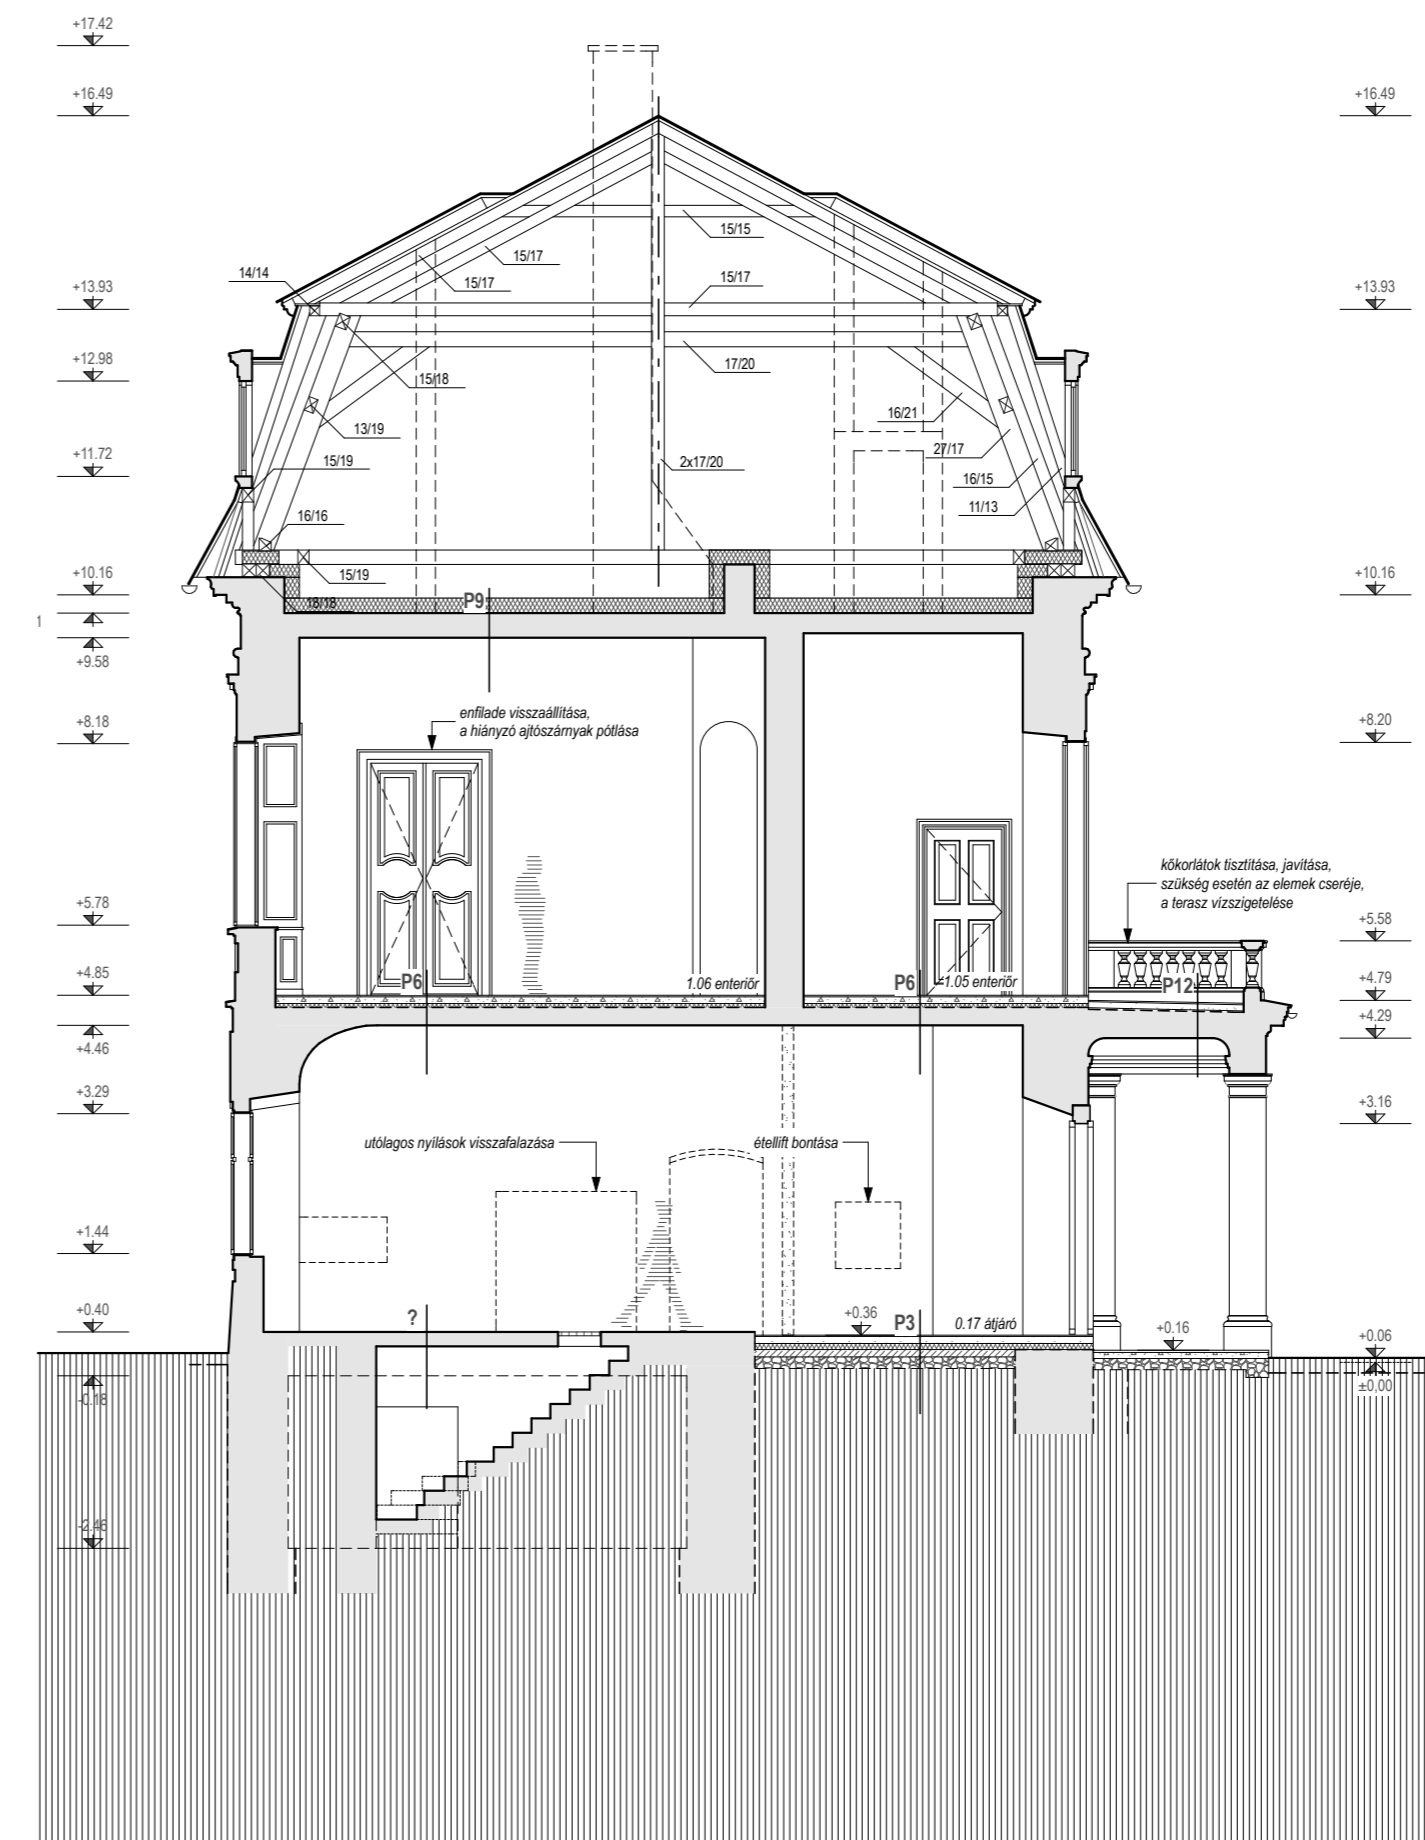 +17.42
+16.49
+16.49
15/15
15/17
14/14
15/17
15/17
+13.93
+13.93
+12.98
17/20
15/18
16/21
13/19
27/17
+11.72
15/19
2x17/20
16/15
11/13
16/16
+10.16
15/19
+10.16
18/18
P9
1
+9.58
enfilade visszaállítása,
a hiányzó ajtószárnyak pótlása
+8.18
+8.20
kőkorlátok tisztítása, javítása,
szükség esetén az elemek cseréje,
a terasz vízszigetelése
+5.78
+5.58
+4.85
P6
1.06 enteriőr
P6
1.05 enteriőr
P12
+4.79
+4.29
+4.46
+3.29
+3.16
utólagos nyílások visszafalazása
étellift bontása
+1.44
+0.40
?
+0.36
P3
0.17 átjáró
+0.16
+0.06
±0,00
-0.18
-2.46